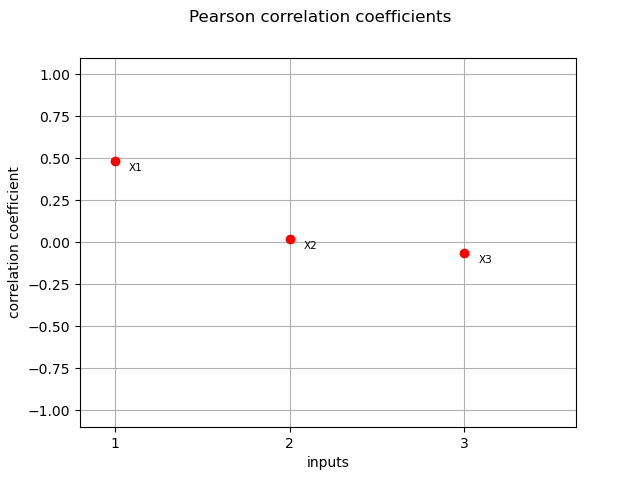 Pearson correlation coefficients
correlation coefficient
1.00
0.75
0.50
0.25
0.00
−0.25
−0.50
−0.75
−1.00
X1
X2
X3
1
2
3
inputs